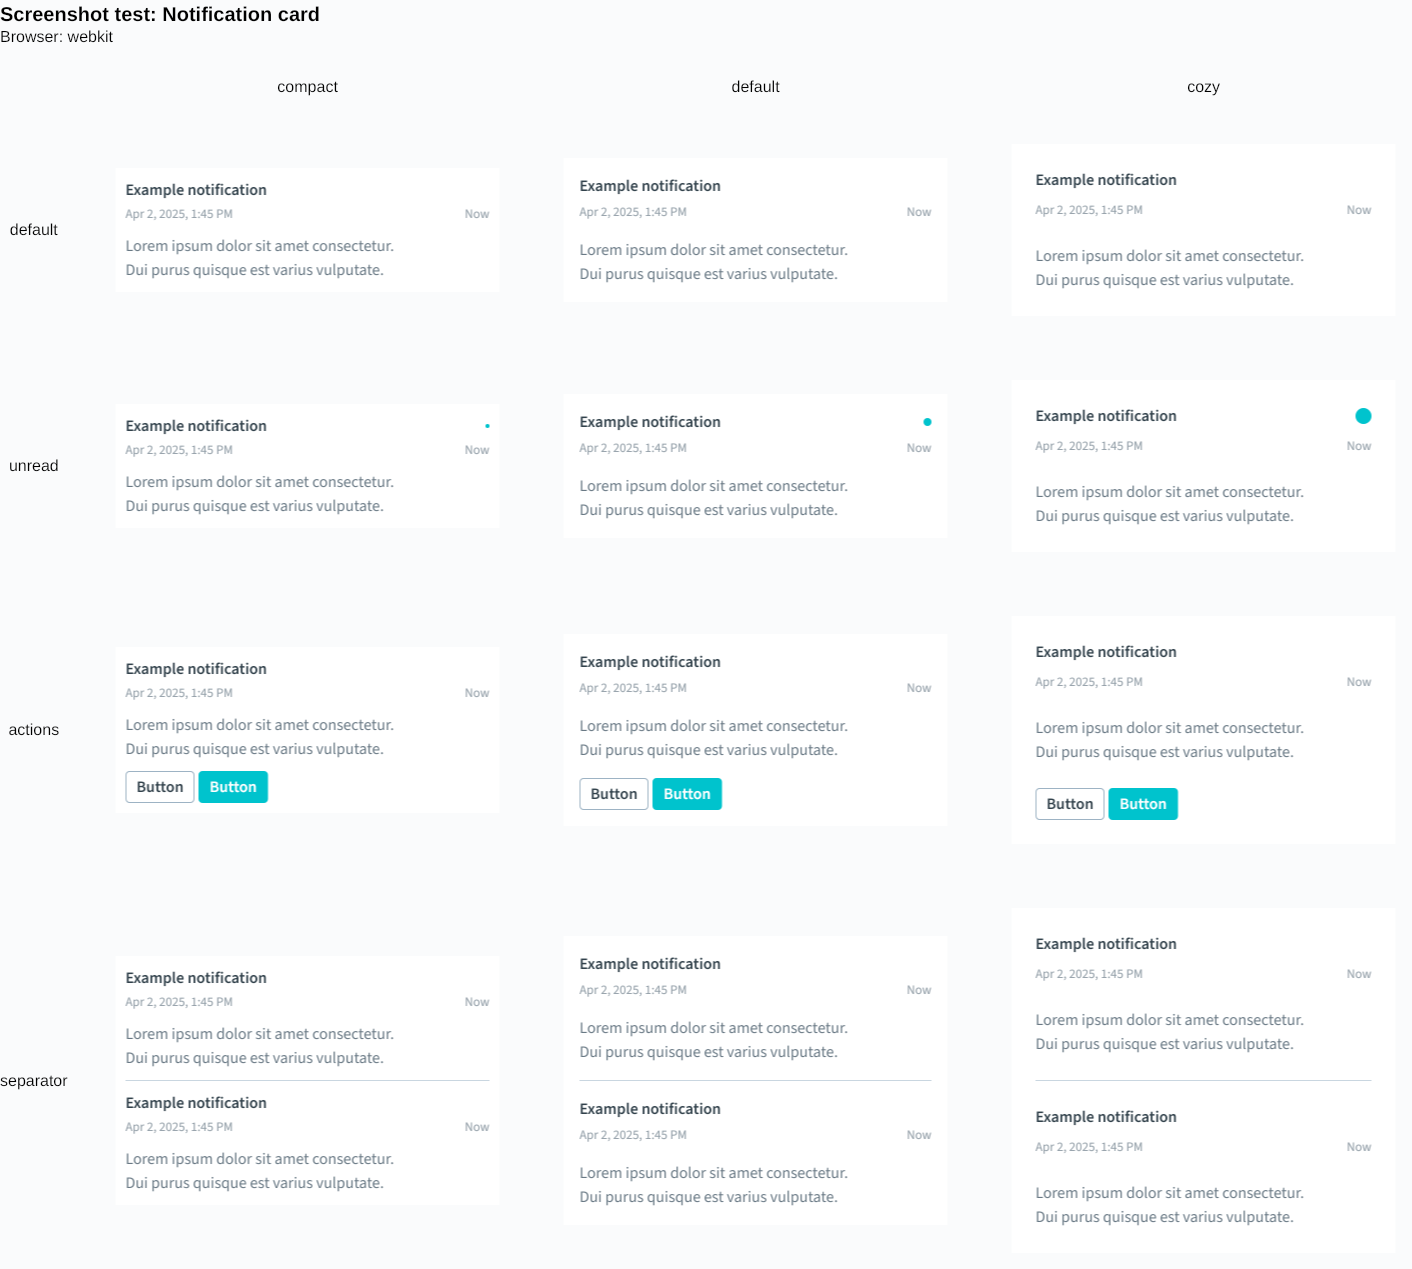 Screenshot test: Notification card
Browser: webkit
compact default cozy
default
Example notification
Apr 2, 2025, 1:45 PM Now
Lorem ipsum dolor sit amet consectetur.
Dui purus quisque est varius vulputate.
Example notification
Apr 2, 2025, 1:45 PM Now
Lorem ipsum dolor sit amet consectetur.
Dui purus quisque est varius vulputate.
Example notification
Apr 2, 2025, 1:45 PM Now
Lorem ipsum dolor sit amet consectetur.
Dui purus quisque est varius vulputate.
unread
Example notification
Apr 2, 2025, 1:45 PM Now
Lorem ipsum dolor sit amet consectetur.
Dui purus quisque est varius vulputate.
Example notification
Apr 2, 2025, 1:45 PM Now
Lorem ipsum dolor sit amet consectetur.
Dui purus quisque est varius vulputate.
Example notification
Apr 2, 2025, 1:45 PM Now
Lorem ipsum dolor sit amet consectetur.
Dui purus quisque est varius vulputate.
actions
Example notification
Apr 2, 2025, 1:45 PM Now
Lorem ipsum dolor sit amet consectetur.
Dui purus quisque est varius vulputate.
Button Button
Example notification
Apr 2, 2025, 1:45 PM Now
Lorem ipsum dolor sit amet consectetur.
Dui purus quisque est varius vulputate.
Button Button
Example notification
Apr 2, 2025, 1:45 PM Now
Lorem ipsum dolor sit amet consectetur.
Dui purus quisque est varius vulputate.
Button Button
separator
Example notification
Apr 2, 2025, 1:45 PM Now
Lorem ipsum dolor sit amet consectetur.
Dui purus quisque est varius vulputate.
Example notification
Apr 2, 2025, 1:45 PM Now
Lorem ipsum dolor sit amet consectetur.
Dui purus quisque est varius vulputate.
Example notification
Apr 2, 2025, 1:45 PM Now
Lorem ipsum dolor sit amet consectetur.
Dui purus quisque est varius vulputate.
Example notification
Apr 2, 2025, 1:45 PM Now
Lorem ipsum dolor sit amet consectetur.
Dui purus quisque est varius vulputate.
Example notification
Apr 2, 2025, 1:45 PM Now
Lorem ipsum dolor sit amet consectetur.
Dui purus quisque est varius vulputate.
Example notification
Apr 2, 2025, 1:45 PM Now
Lorem ipsum dolor sit amet consectetur.
Dui purus quisque est varius vulputate.